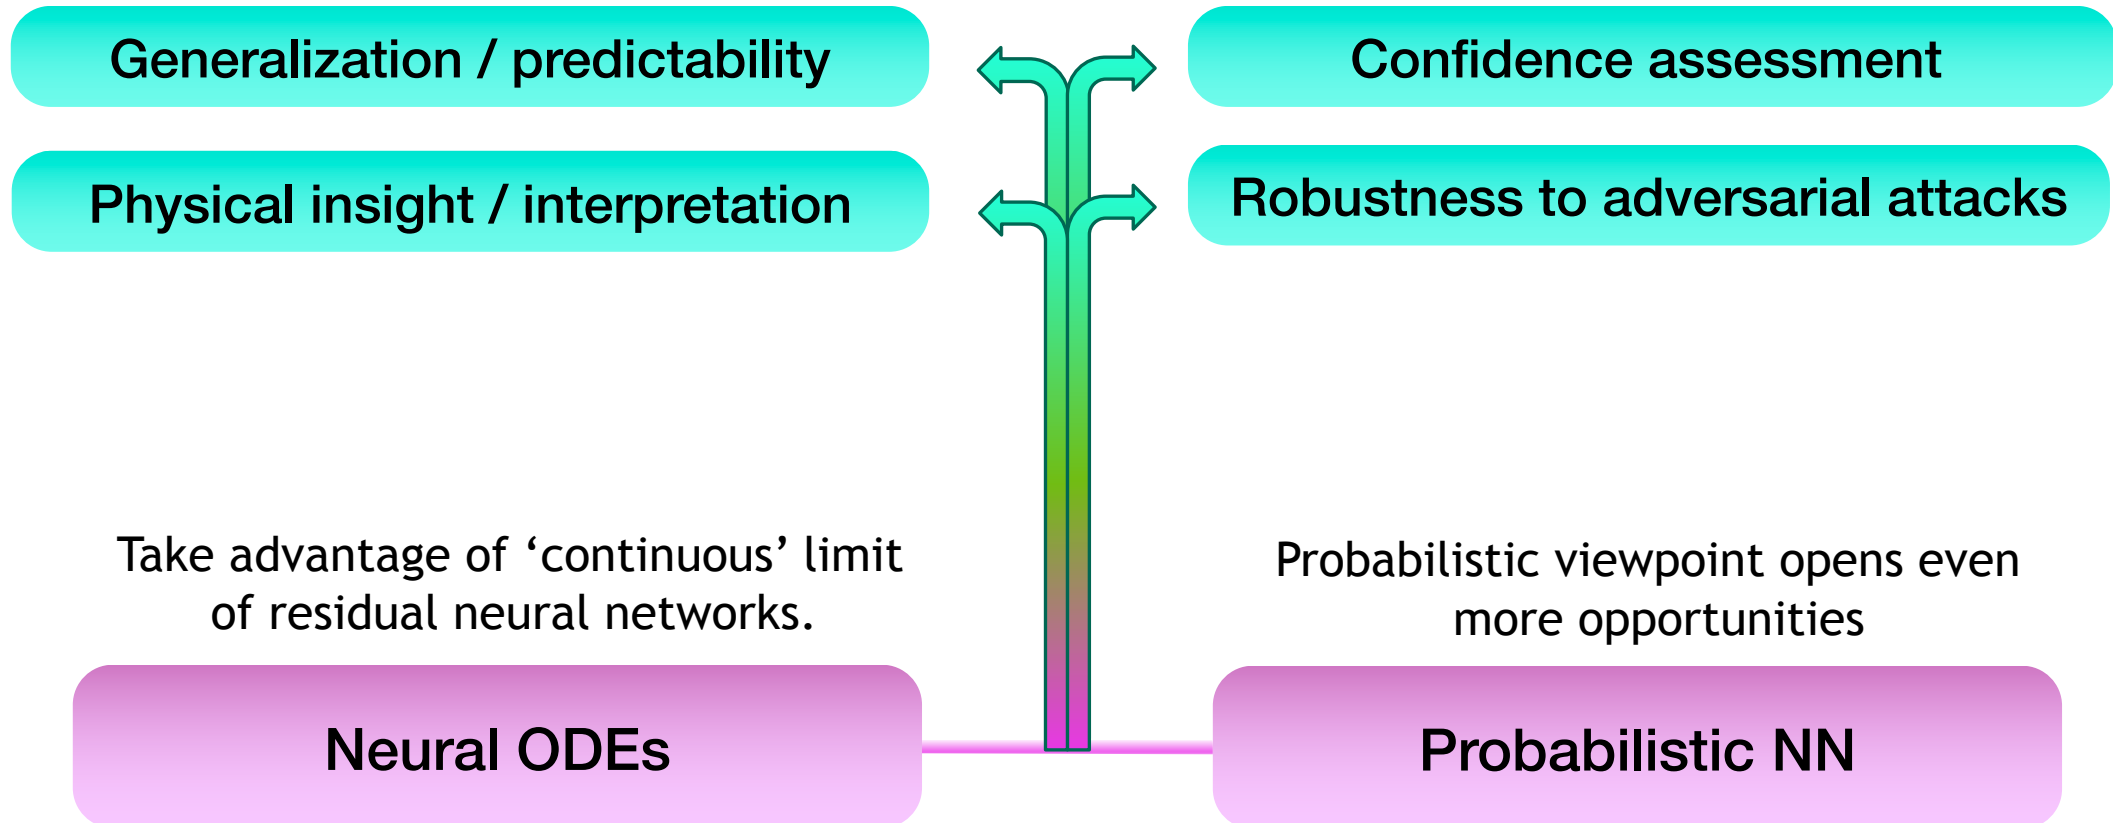 Generalization / predictability
Confidence assessment
Physical insight / interpretation
Robustness to adversarial attacks
Take advantage of ‘continuous’ limit
of residual neural networks.
Probabilistic viewpoint opens even
more opportunities
Neural ODEs
Probabilistic NN